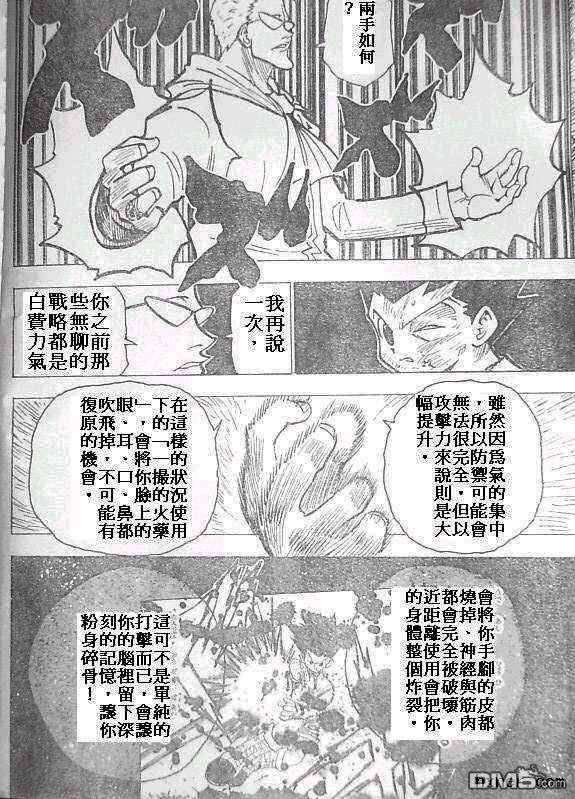 兩手如何
？
我再說
一次，
你之前那
些無聊的
戰略都是
白費力氣
雖然因為氣的集中
，所以防禦可能會
無法很完全．但以
攻擊力來說則是大
幅提升．
在這樣的狀況使用
下的「一撮火藥」
一，會將你臉上的
眼、耳、口、鼻都
吹飛掉．不可能有
復原的機會．
會將你手腳的皮都
燒掉、神經與筋肉
都會完全被破壞．
近距離使用會把你
的身體整個炸裂．
這可不是單純的
打擊而已，會讓
你的腦裡留下深
刻的記憶，讓你
粉身碎骨！
DM5.com